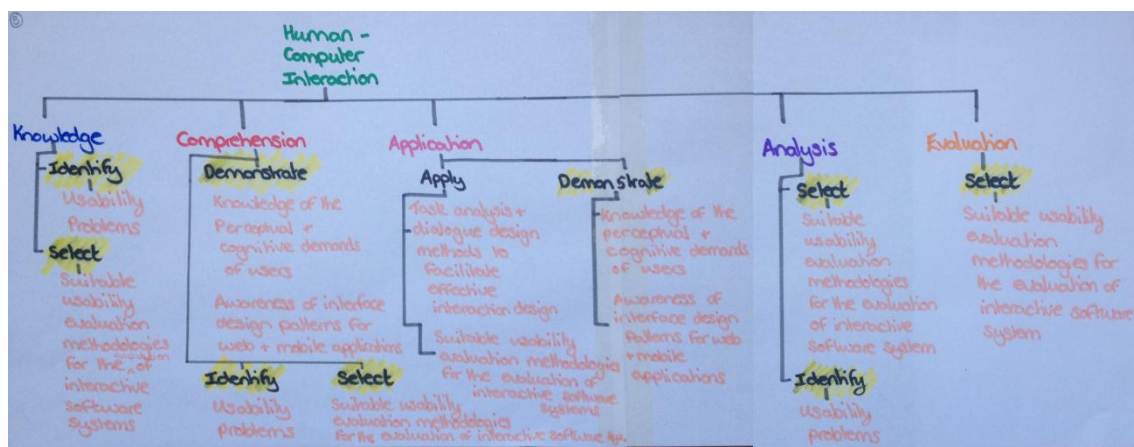 5
Human -
Computer
Interaction
Knowledge
Identify
Usability
Problems
Select
Suitable
usability
evaluation
methodologies
for the evaluation of
interactive
software
systems
Comprehension
Demonstrate
Knowledge of the
Perceptual +
cognitive demands
of users
Awareness of interface
design patterns for
web + mobile applications
Identify
Usability
problems
Select
Suitable usability
evaluation methodologies
for the evaluation of interactive software
Application
Apply
Task analysis +
dialogue design
methods to
facilitate
effective
interaction design
Suitable usability
evaluation methodologies
for the evaluation of
interactive software
systems
Demonstrate
Knowledge of the
perceptual +
cognitive demands
of users
Awareness of
interface design
patterns for web
+ mobile
applications
Analysis
Select
Suitable
usability
evaluation
methodologies
for the evaluation
of interactive
software system
Identify
Usability
problems
Evaluation
Select
Suitable usability
evaluation
methodologies for
the evaluation of
interactive software
system